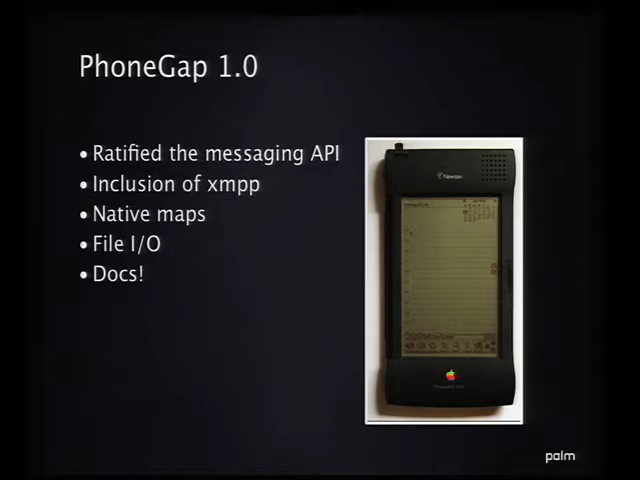 PhoneGap 1.0
• Ratified the messaging API
• Inclusion of xmpp
• Native maps
• File I/O
• Docs!
Newton
palm